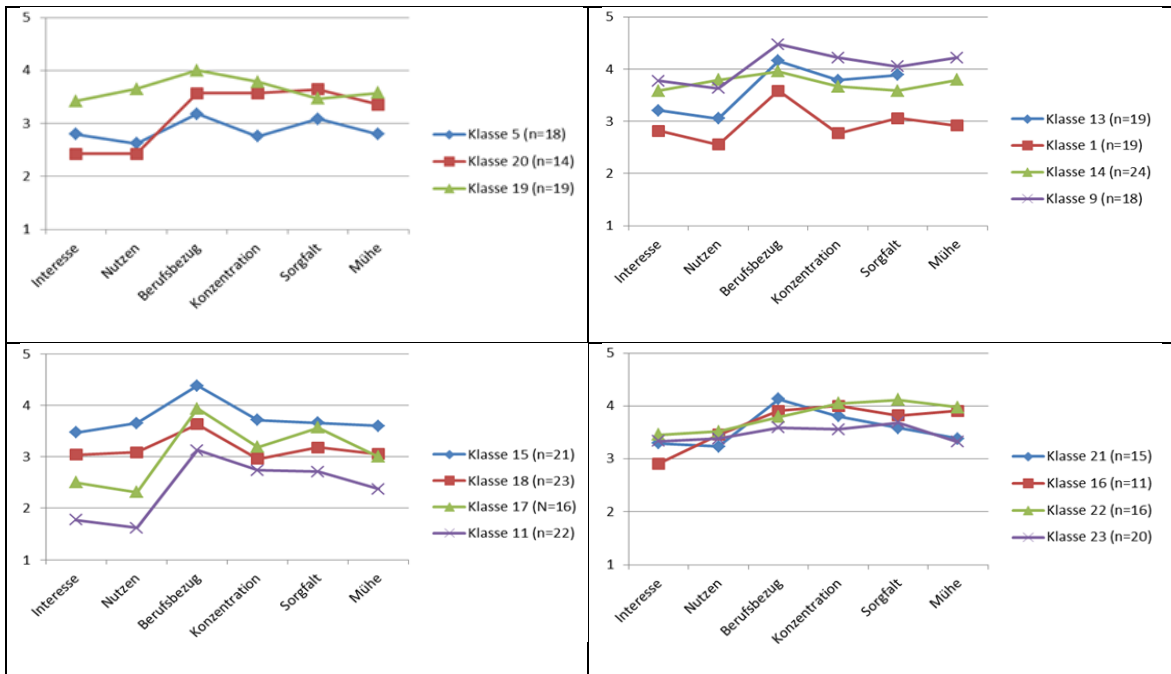 5
4
3
2
1
Interesse
Nutzen
Berufsbezug
Konzentration
Sorgfalt
Mühe
Klasse 5 (n=18)
Klasse 20 (n=14)
Klasse 19 (n=19)
5
4
3
2
1
Interesse
Nutzen
Berufsbezug
Konzentration
Sorgfalt
Mühe
Klasse 13 (n=19)
Klasse 1 (n=19)
Klasse 14 (n=24)
Klasse 9 (n=18)
5
4
3
2
1
Interesse
Nutzen
Berufsbezug
Konzentration
Sorgfalt
Mühe
Klasse 15 (n=21)
Klasse 18 (n=23)
Klasse 17 (N=16)
Klasse 11 (n=22)
5
4
3
2
1
Interesse
Nutzen
Berufsbezug
Konzentration
Sorgfalt
Mühe
Klasse 21 (n=15)
Klasse 16 (n=11)
Klasse 22 (n=16)
Klasse 23 (n=20)